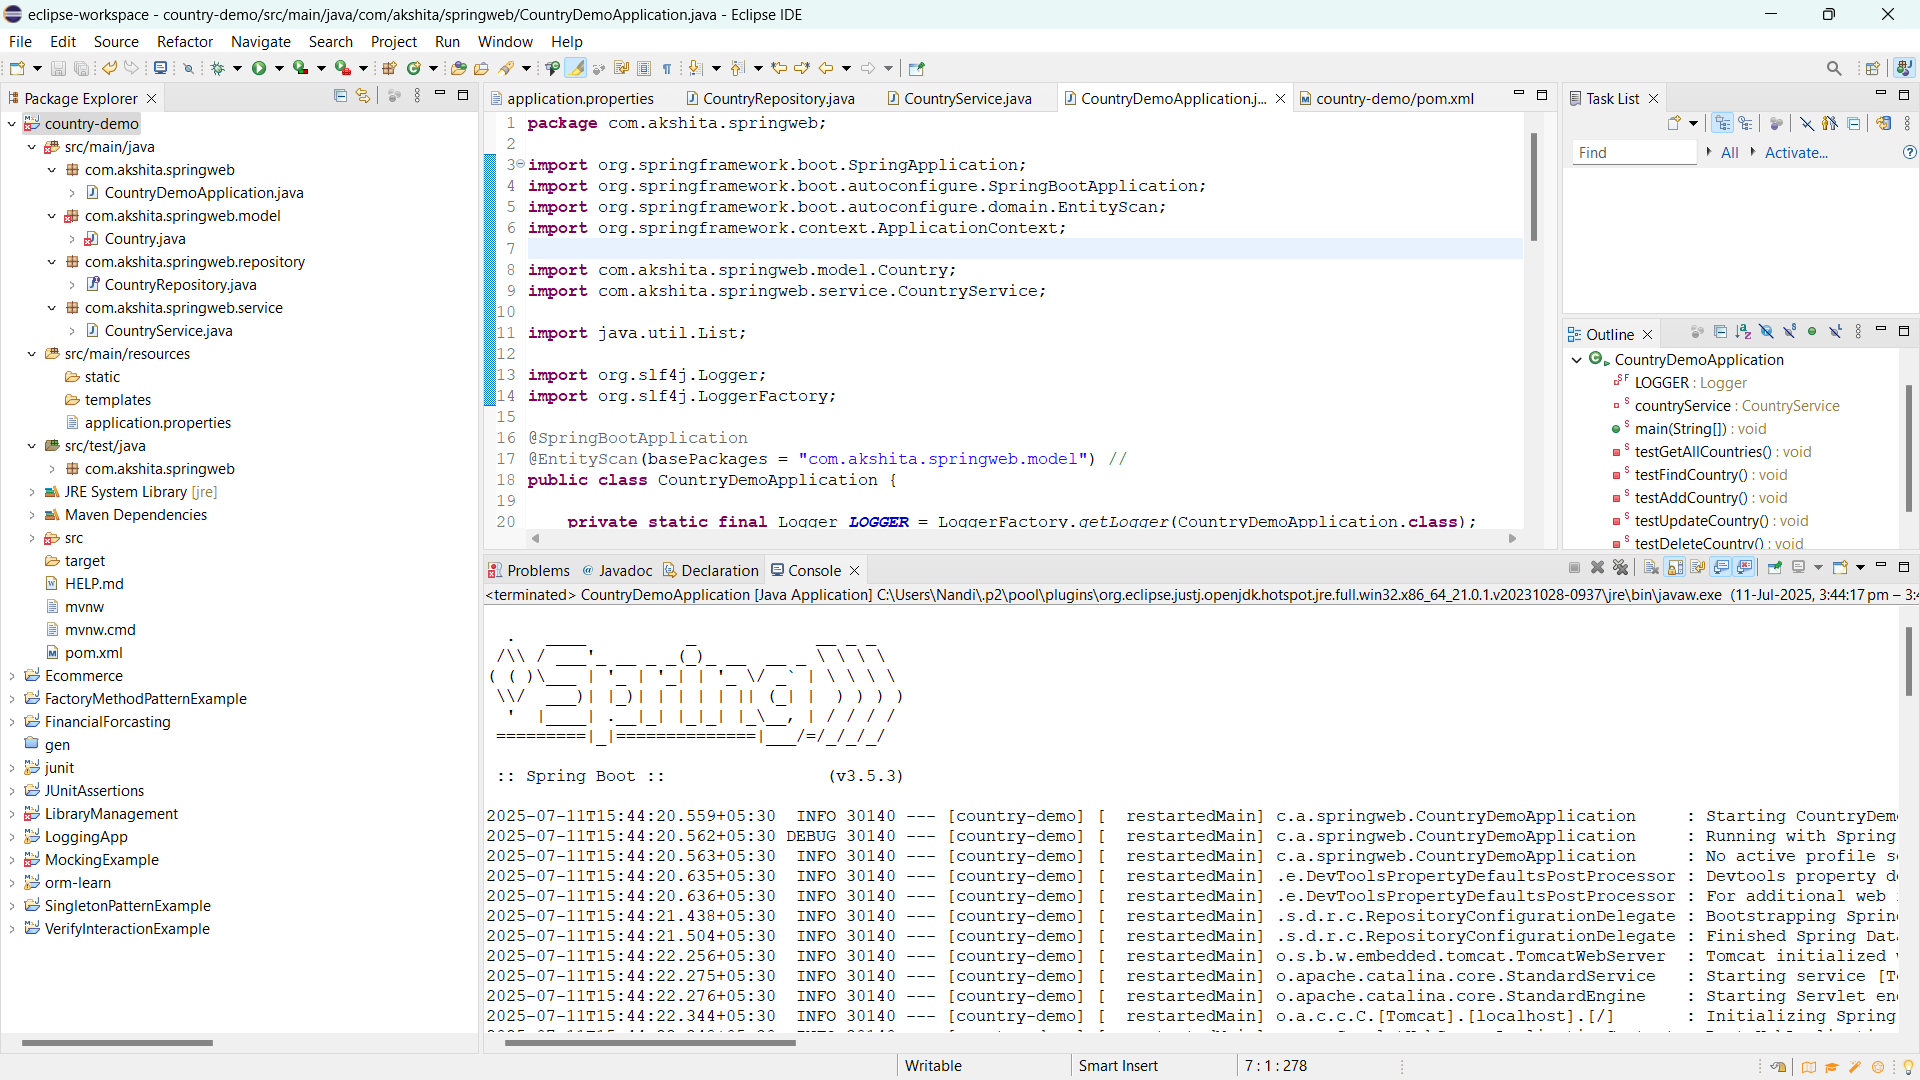 eclipse-workspace - country-demo/src/main/java/com/akshita/springweb/CountryDemoApplication.java - Eclipse IDE
File Edit Source Refactor Navigate Search Project Run Window Help
Package Explorer
country-demo
src/main/java
com.akshita.springweb
CountryDemoApplication.java
com.akshita.springweb.model
Country.java
com.akshita.springweb.repository
CountryRepository.java
com.akshita.springweb.service
CountryService.java
src/main/resources
static
templates
application.properties
src/test/java
com.akshita.springweb
JRE System Library [jre]
Maven Dependencies
src
target
HELP.md
mvnw
mvnw.cmd
pom.xml
Ecommerce
FactoryMethodPatternExample
FinancialForcasting
gen
junit
JUnitAssertions
LibraryManagement
LoggingApp
MockingExample
orm-learn
SingletonPatternExample
VerifyInteractionExample
application.properties CountryRepository.java CountryService.java CountryDemoApplication.j... country-demo/pom.xml
1 package com.akshita.springweb;
2
3 import org.springframework.boot.SpringApplication;
4 import org.springframework.boot.autoconfigure.SpringBootApplication;
5 import org.springframework.boot.autoconfigure.domain.EntityScan;
6 import org.springframework.context.ApplicationContext;
7
8 import com.akshita.springweb.model.Country;
9 import com.akshita.springweb.service.CountryService;
10
11 import java.util.List;
12
13 import org.slf4j.Logger;
14 import org.slf4j.LoggerFactory;
15
16 @SpringBootApplication
17 @EntityScan(basePackages = "com.akshita.springweb.model") //
18 public class CountryDemoApplication {
19
20 private static final Logger LOGGER = LoggerFactory.getLogger(CountryDemoApplication.class);
Task List
Find All Activate...
Outline
CountryDemoApplication
LOGGER : Logger
countryService : CountryService
main(String[]) : void
testGetAllCountries() : void
testFindCountry() : void
testAddCountry() : void
testUpdateCountry() : void
testDeleteCountry() : void
Problems Javadoc Declaration Console
<terminated> CountryDemoApplication [Java Application] C:\Users\Nandi\.p2\pool\plugins\org.eclipse.justj.openjdk.hotspot.jre.full.win32.x86_64_21.0.1.v20231028-0937\jre\bin\javaw.exe (11-Jul-2025, 3:44:17 pm – 3:4
Spring
:: Spring Boot :: (v3.5.3)
2025-07-11T15:44:20.559+05:30 INFO 30140 --- [country-demo] [ restartedMain] c.a.springweb.CountryDemoApplication : Starting CountryDem
2025-07-11T15:44:20.562+05:30 DEBUG 30140 --- [country-demo] [ restartedMain] c.a.springweb.CountryDemoApplication : Running with Spring
2025-07-11T15:44:20.563+05:30 INFO 30140 --- [country-demo] [ restartedMain] c.a.springweb.CountryDemoApplication : No active profile s
2025-07-11T15:44:20.635+05:30 INFO 30140 --- [country-demo] [ restartedMain] .e.DevToolsPropertyDefaultsPostProcessor : Devtools property d
2025-07-11T15:44:20.636+05:30 INFO 30140 --- [country-demo] [ restartedMain] .e.DevToolsPropertyDefaultsPostProcessor : For additional web
2025-07-11T15:44:21.438+05:30 INFO 30140 --- [country-demo] [ restartedMain] .s.d.r.c.RepositoryConfigurationDelegate : Bootstrapping Sprin
2025-07-11T15:44:21.504+05:30 INFO 30140 --- [country-demo] [ restartedMain] .s.d.r.c.RepositoryConfigurationDelegate : Finished Spring Dat
2025-07-11T15:44:22.256+05:30 INFO 30140 --- [country-demo] [ restartedMain] o.s.b.w.embedded.tomcat.TomcatWebServer : Tomcat initialized
2025-07-11T15:44:22.275+05:30 INFO 30140 --- [country-demo] [ restartedMain] o.apache.catalina.core.StandardService : Starting service [T
2025-07-11T15:44:22.276+05:30 INFO 30140 --- [country-demo] [ restartedMain] o.apache.catalina.core.StandardEngine : Starting Servlet en
2025-07-11T15:44:22.344+05:30 INFO 30140 --- [country-demo] [ restartedMain] o.a.c.c.C.[Tomcat].[localhost].[/] : Initializing Spring
Writable Smart Insert 7 : 1 : 278